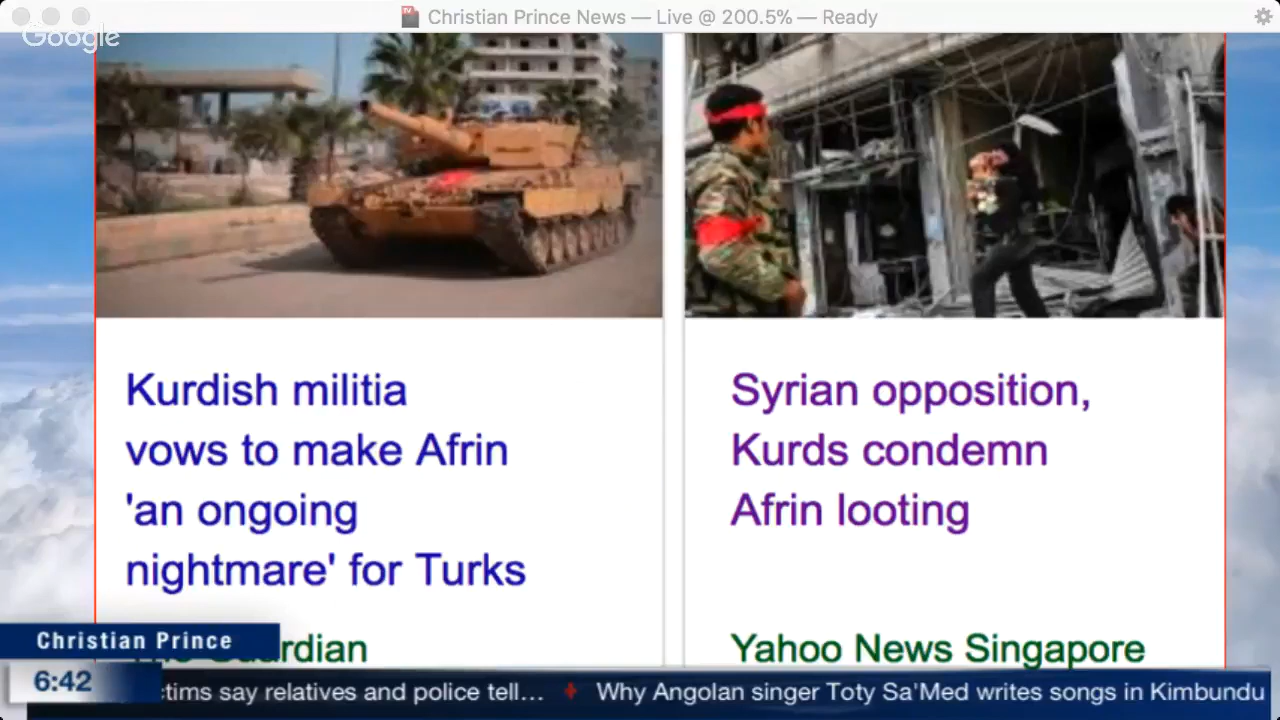 Christian Prince News — Live @ 200.5% — Ready
Google
Kurdish militia
vows to make Afrin
'an ongoing
nightmare' for Turks
Syrian opposition,
Kurds condemn
Afrin looting
The Guardian
Yahoo News Singapore
Christian Prince
6:42
ctims say relatives and police tell... Why Angolan singer Toty Sa'Med writes songs in Kimbundu